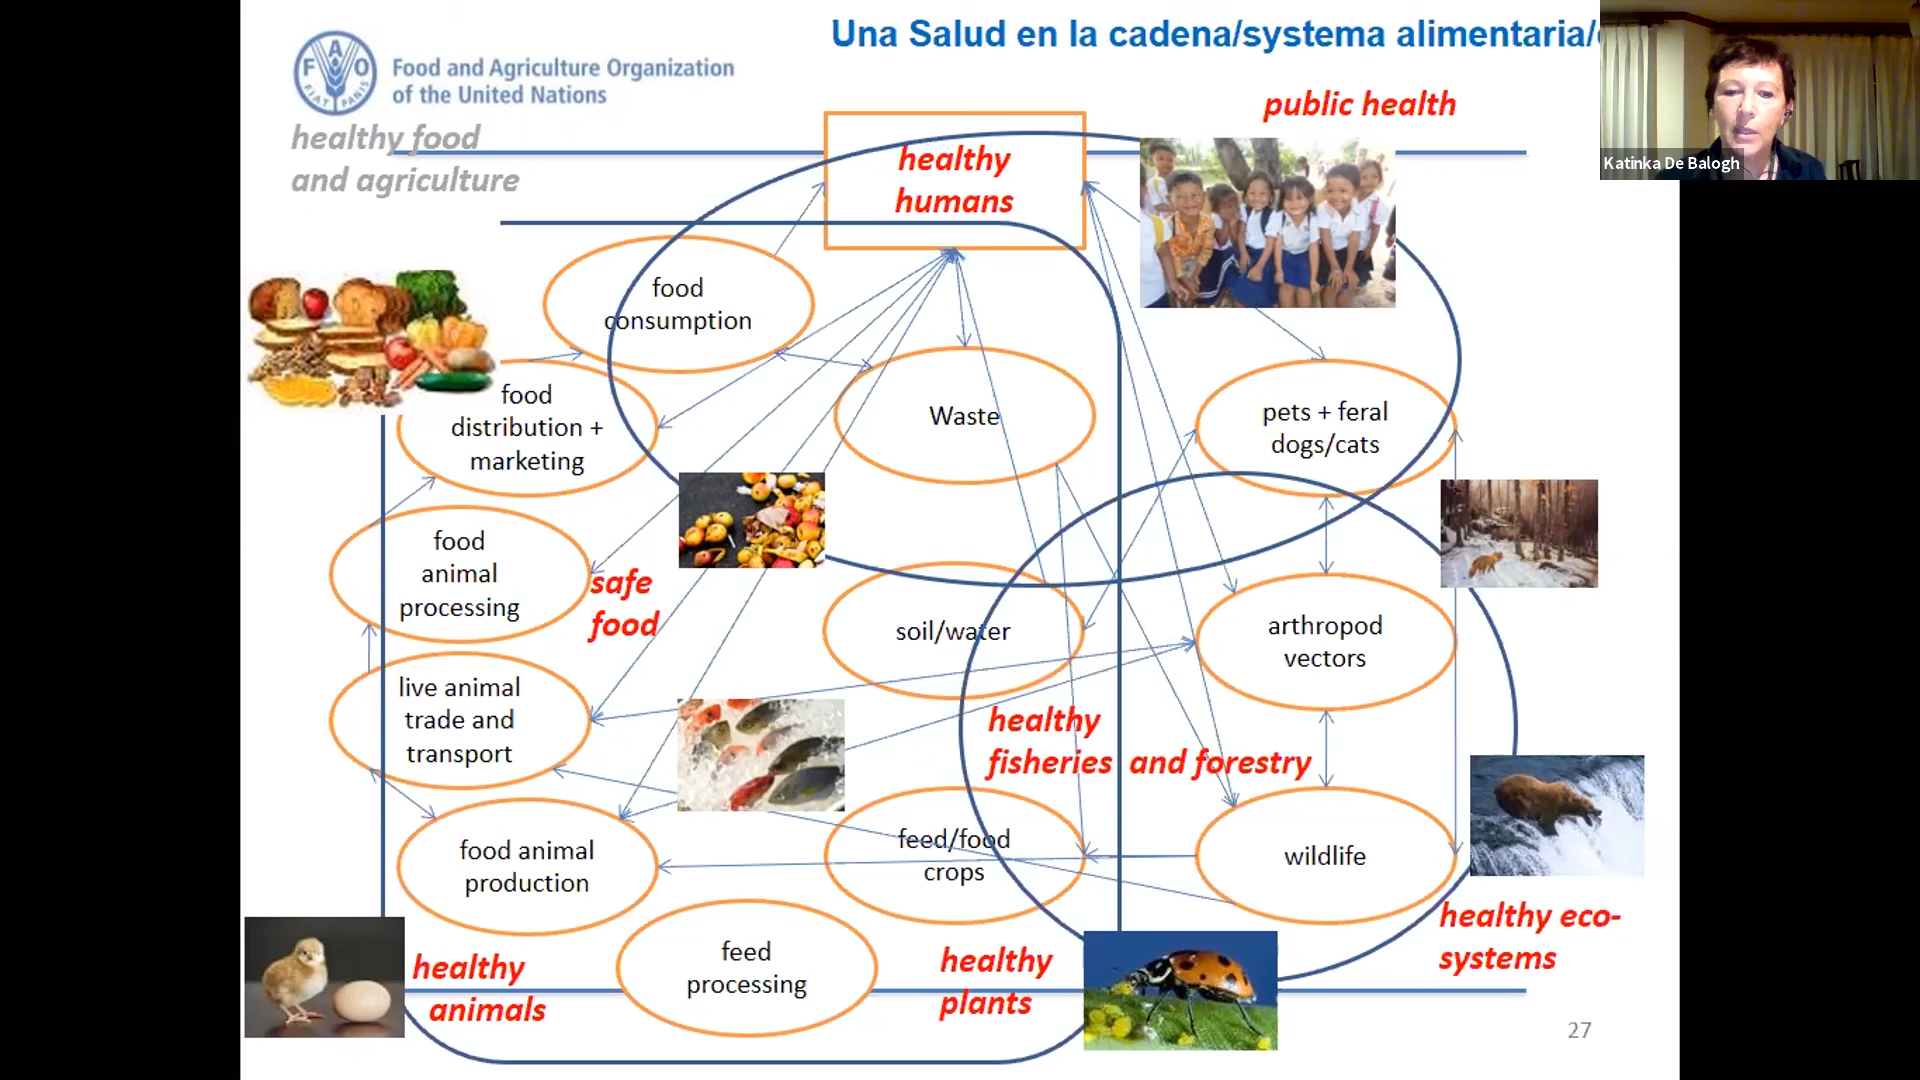 Una Salud en la cadena/systema alimentaria/
FAO
FIAT PANIS
Food and Agriculture Organization
of the United Nations
healthy food
and agriculture
public health
Katinka De Balogh
healthy
humans
food
consumption
food
distribution +
marketing
Waste
pets + feral
dogs/cats
food
animal
processing
safe
food
soil/water
arthropod
vectors
live animal
trade and
transport
healthy
fisheries and forestry
food animal
production
feed/food
crops
wildlife
healthy eco-
systems
feed
processing
healthy
animals
healthy
plants
27